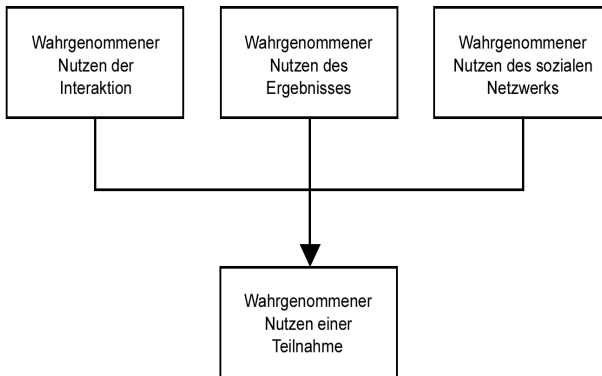 Wahrgenommener
Nutzen der
Interaktion
Wahrgenommener
Nutzen des
Ergebnisses
Wahrgenommener
Nutzen des sozialen
Netzwerks
Wahrgenommener
Nutzen einer
Teilnahme